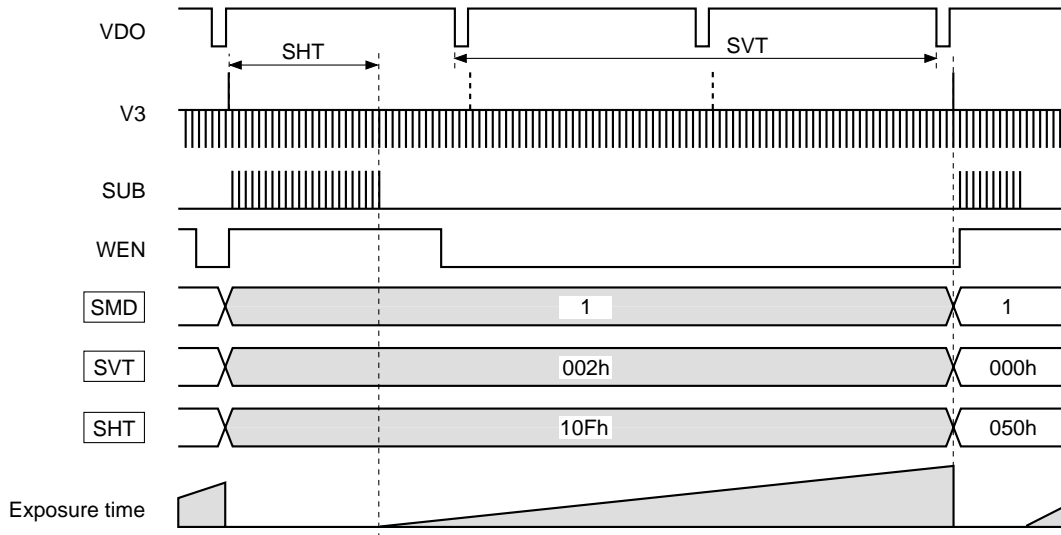 VDO
SHT
SVT
V3
SUB
WEN
SMD 1 1
SVT 002h 000h
SHT 10Fh 050h
Exposure time